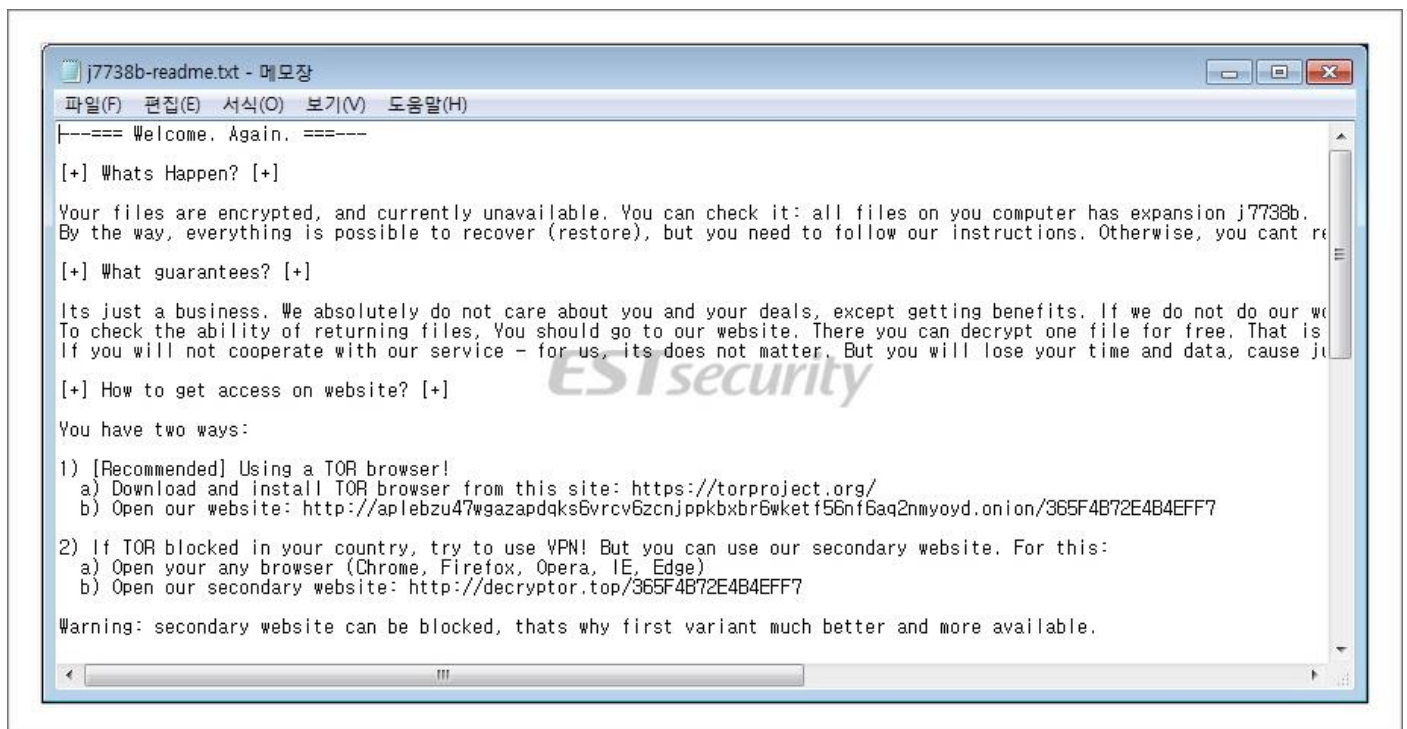 j7738b-readme.txt - 메모장
파일(F) 편집(E) 서식(O) 보기(V) 도움말(H)
---=== Welcome. Again. ===---
[+] Whats Happen? [+]
Your files are encrypted, and currently unavailable. You can check it: all files on you computer has expansion j7738b.
By the way, everything is possible to recover (restore), but you need to follow our instructions. Otherwise, you cant
[+] What guarantees? [+]
Its just a business. We absolutely do not care about you and your deals, except getting benefits. If we do not do our
To check the ability of returning files, You should go to our website. There you can decrypt one file for free. That is
If you will not cooperate with our service - for us, its does not matter. But you will lose your time and data, cause
ESTsecurity
[+] How to get access on website? [+]
You have two ways:
1) [Recommended] Using a TOR browser!
a) Download and install TOR browser from this site: https://torproject.org/
b) Open our website: http://aplebzu47wgazapdqks6vrcv6zcnjppkbxbr6wketf56nf6aq2nmyoyd.onion/365F4B72E4B4EFF7
2) If TOR blocked in your country, try to use VPN! But you can use our secondary website. For this:
a) Open your any browser (Chrome, Firefox, Opera, IE, Edge)
b) Open our secondary website: http://decryptor.top/365F4B72E4B4EFF7
Warning: secondary website can be blocked, thats why first variant much better and more available.